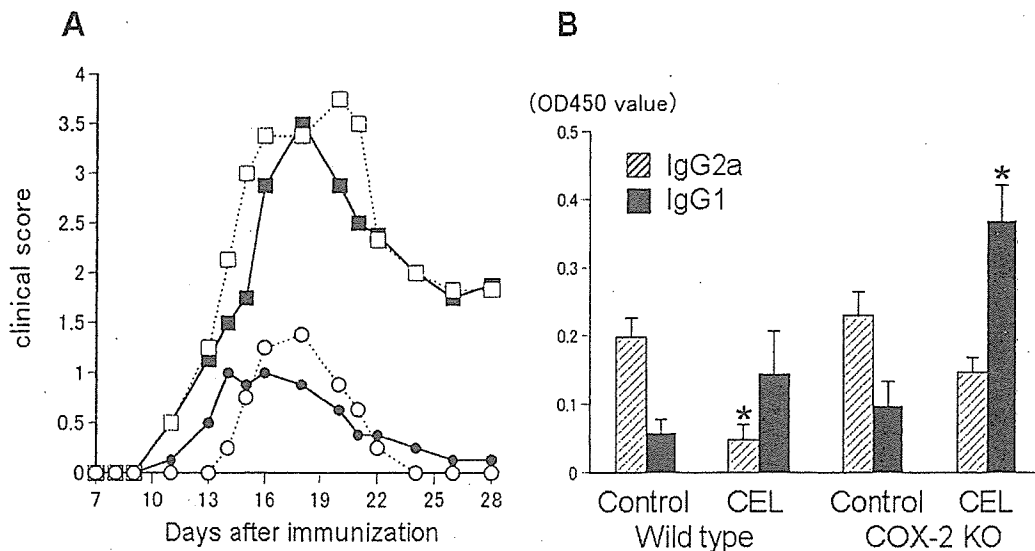 A
4
3.5
3
2.5
2
1.5
1
0.5
0
clinical score
7 10 13 16 19 22 25 28
Days after immunization
B
(OD450 value)
0.5
0.4
0.3
0.2
0.1
0
IgG2a
IgG1
*
*
Control CEL Control CEL
Wild type COX-2 KO